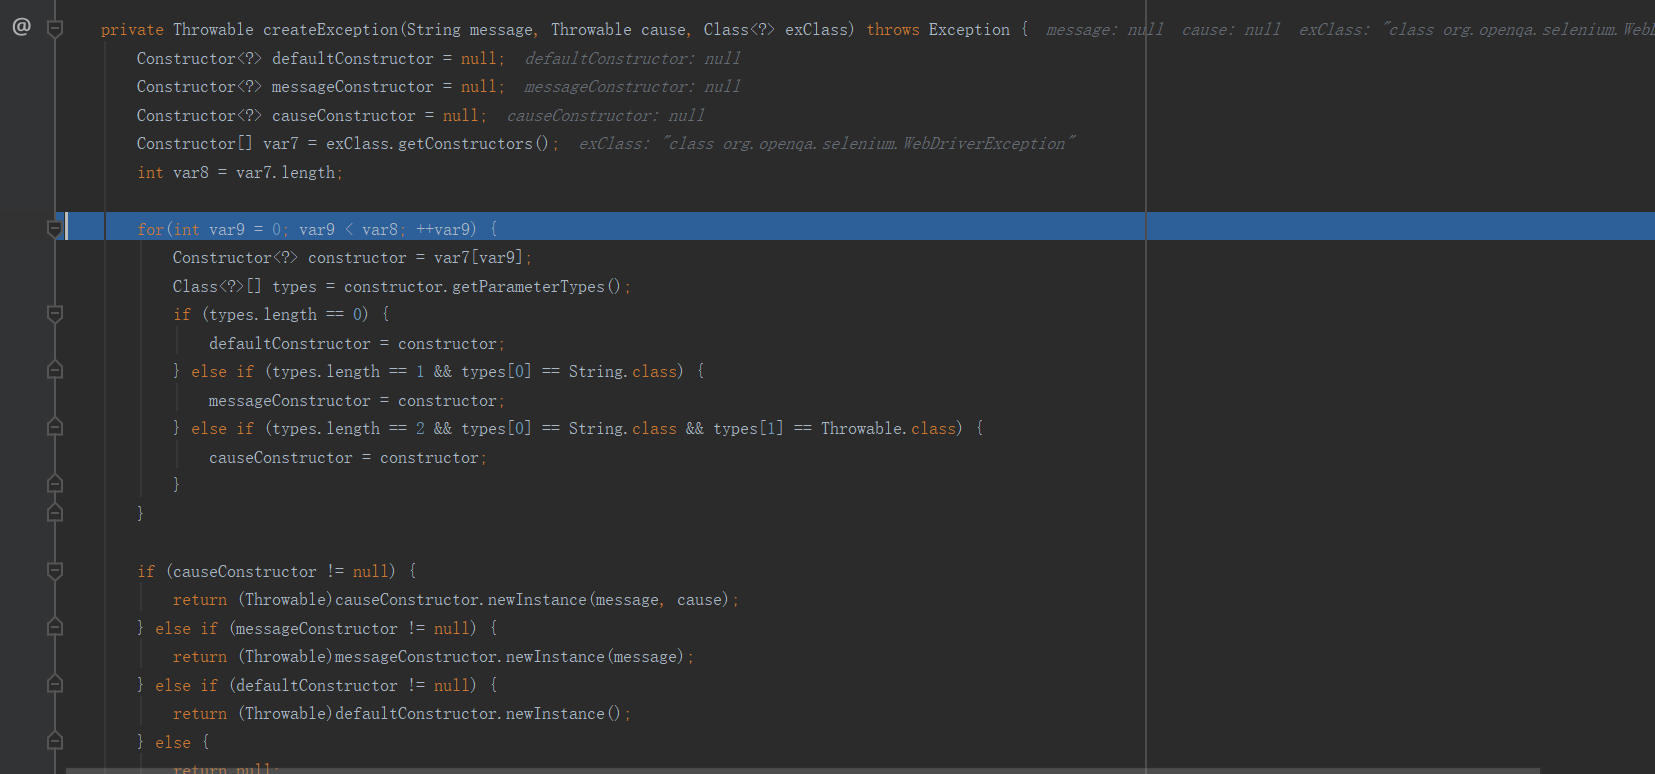 @ private Throwable createException(String message, Throwable cause, Class<?> exClass) throws Exception { message: null cause: null exClass: "class org.openqa.selenium.Web
Constructor<?> defaultConstructor = null; defaultConstructor: null
Constructor<?> messageConstructor = null; messageConstructor: null
Constructor<?> causeConstructor = null; causeConstructor: null
Constructor[] var7 = exClass.getConstructors(); exClass: "class org.openqa.selenium.WebDriverException"
int var8 = var7.length;
for(int var9 = 0; var9 < var8; ++var9) {
Constructor<?> constructor = var7[var9];
Class<?>[] types = constructor.getParameterTypes();
if (types.length == 0) {
defaultConstructor = constructor;
} else if (types.length == 1 && types[0] == String.class) {
messageConstructor = constructor;
} else if (types.length == 2 && types[0] == String.class && types[1] == Throwable.class) {
causeConstructor = constructor;
}
}
if (causeConstructor != null) {
return (Throwable)causeConstructor.newInstance(message, cause);
} else if (messageConstructor != null) {
return (Throwable)messageConstructor.newInstance(message);
} else if (defaultConstructor != null) {
return (Throwable)defaultConstructor.newInstance();
} else {
return null;